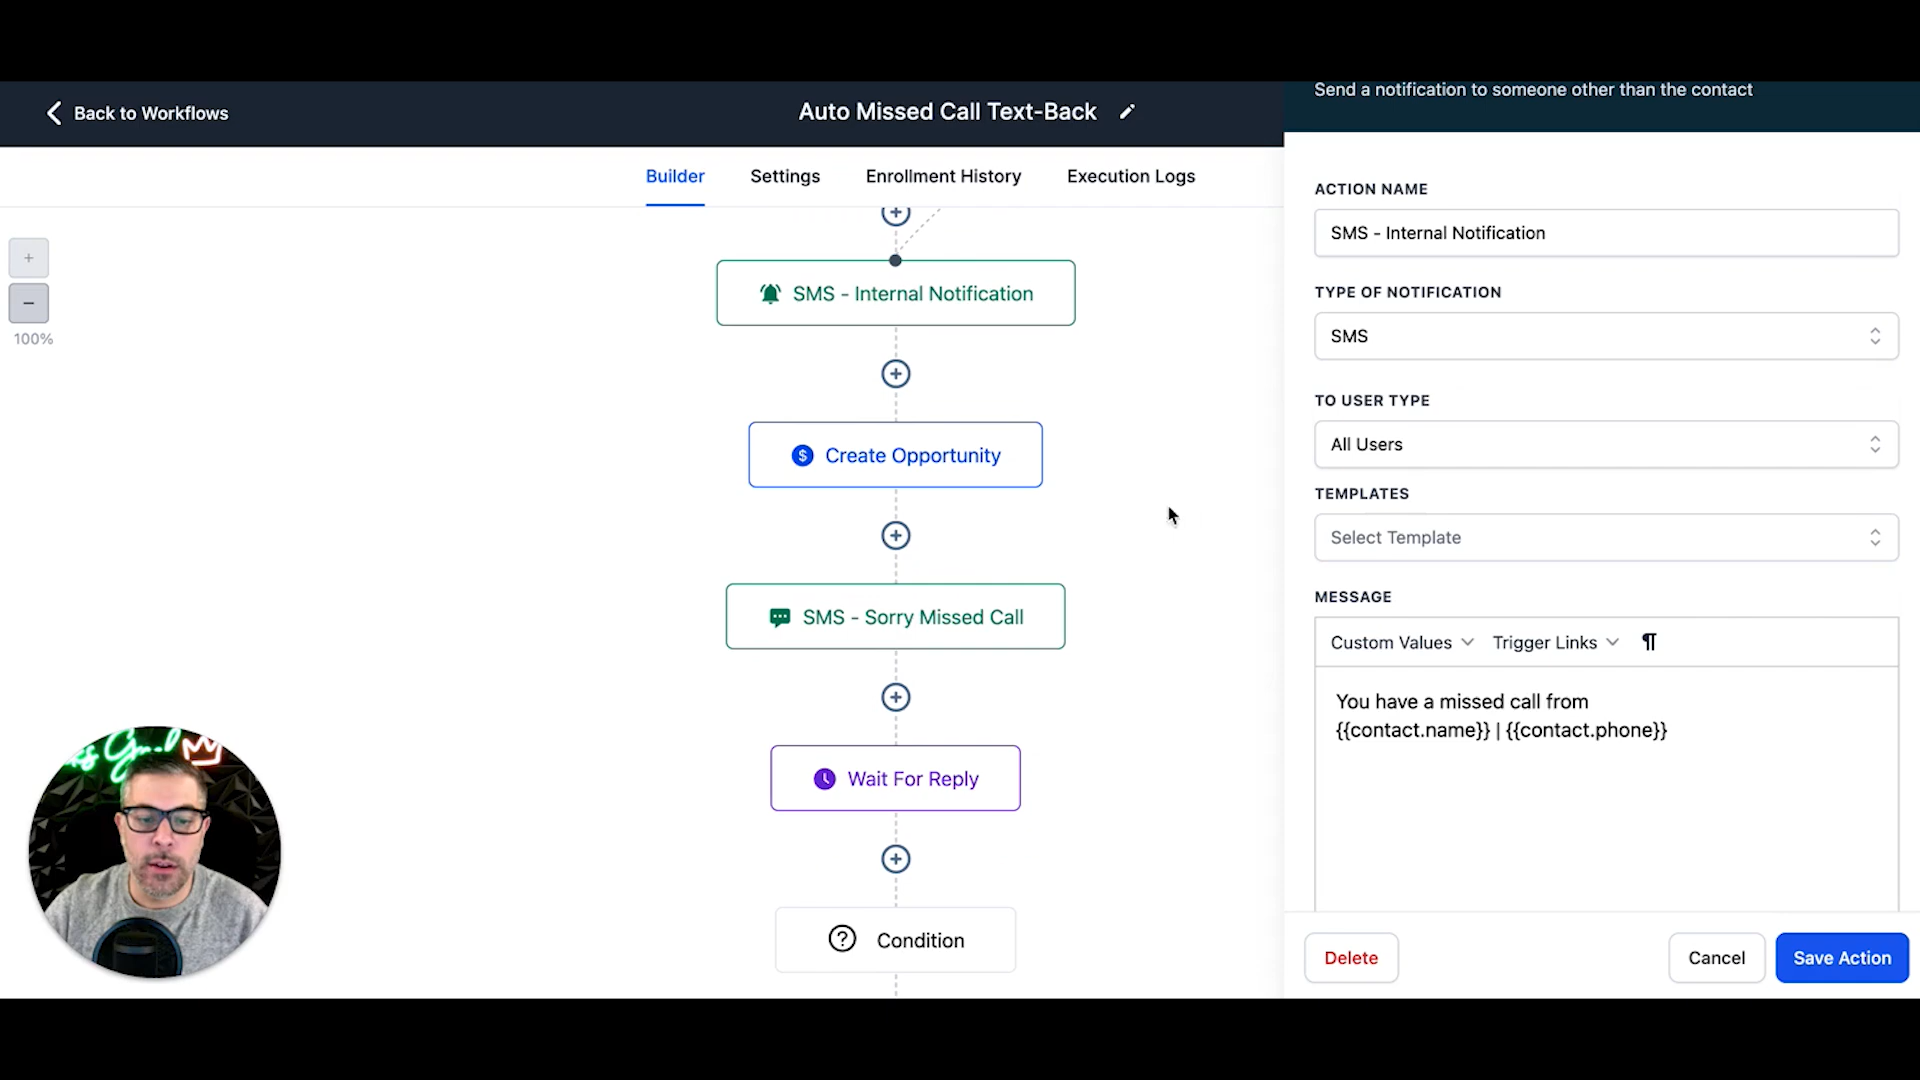 Send a notification to someone other than the contact
Back to Workflows
Auto Missed Call Text-Back
Builder
Settings
Enrollment History
Execution Logs
+
−
100%
SMS - Internal Notification
Create Opportunity
SMS - Sorry Missed Call
Wait For Reply
Condition
ACTION NAME
SMS - Internal Notification
TYPE OF NOTIFICATION
SMS
TO USER TYPE
All Users
TEMPLATES
Select Template
MESSAGE
Custom Values
Trigger Links
¶
You have a missed call from
{{contact.name}} | {{contact.phone}}
Delete
Cancel
Save Action